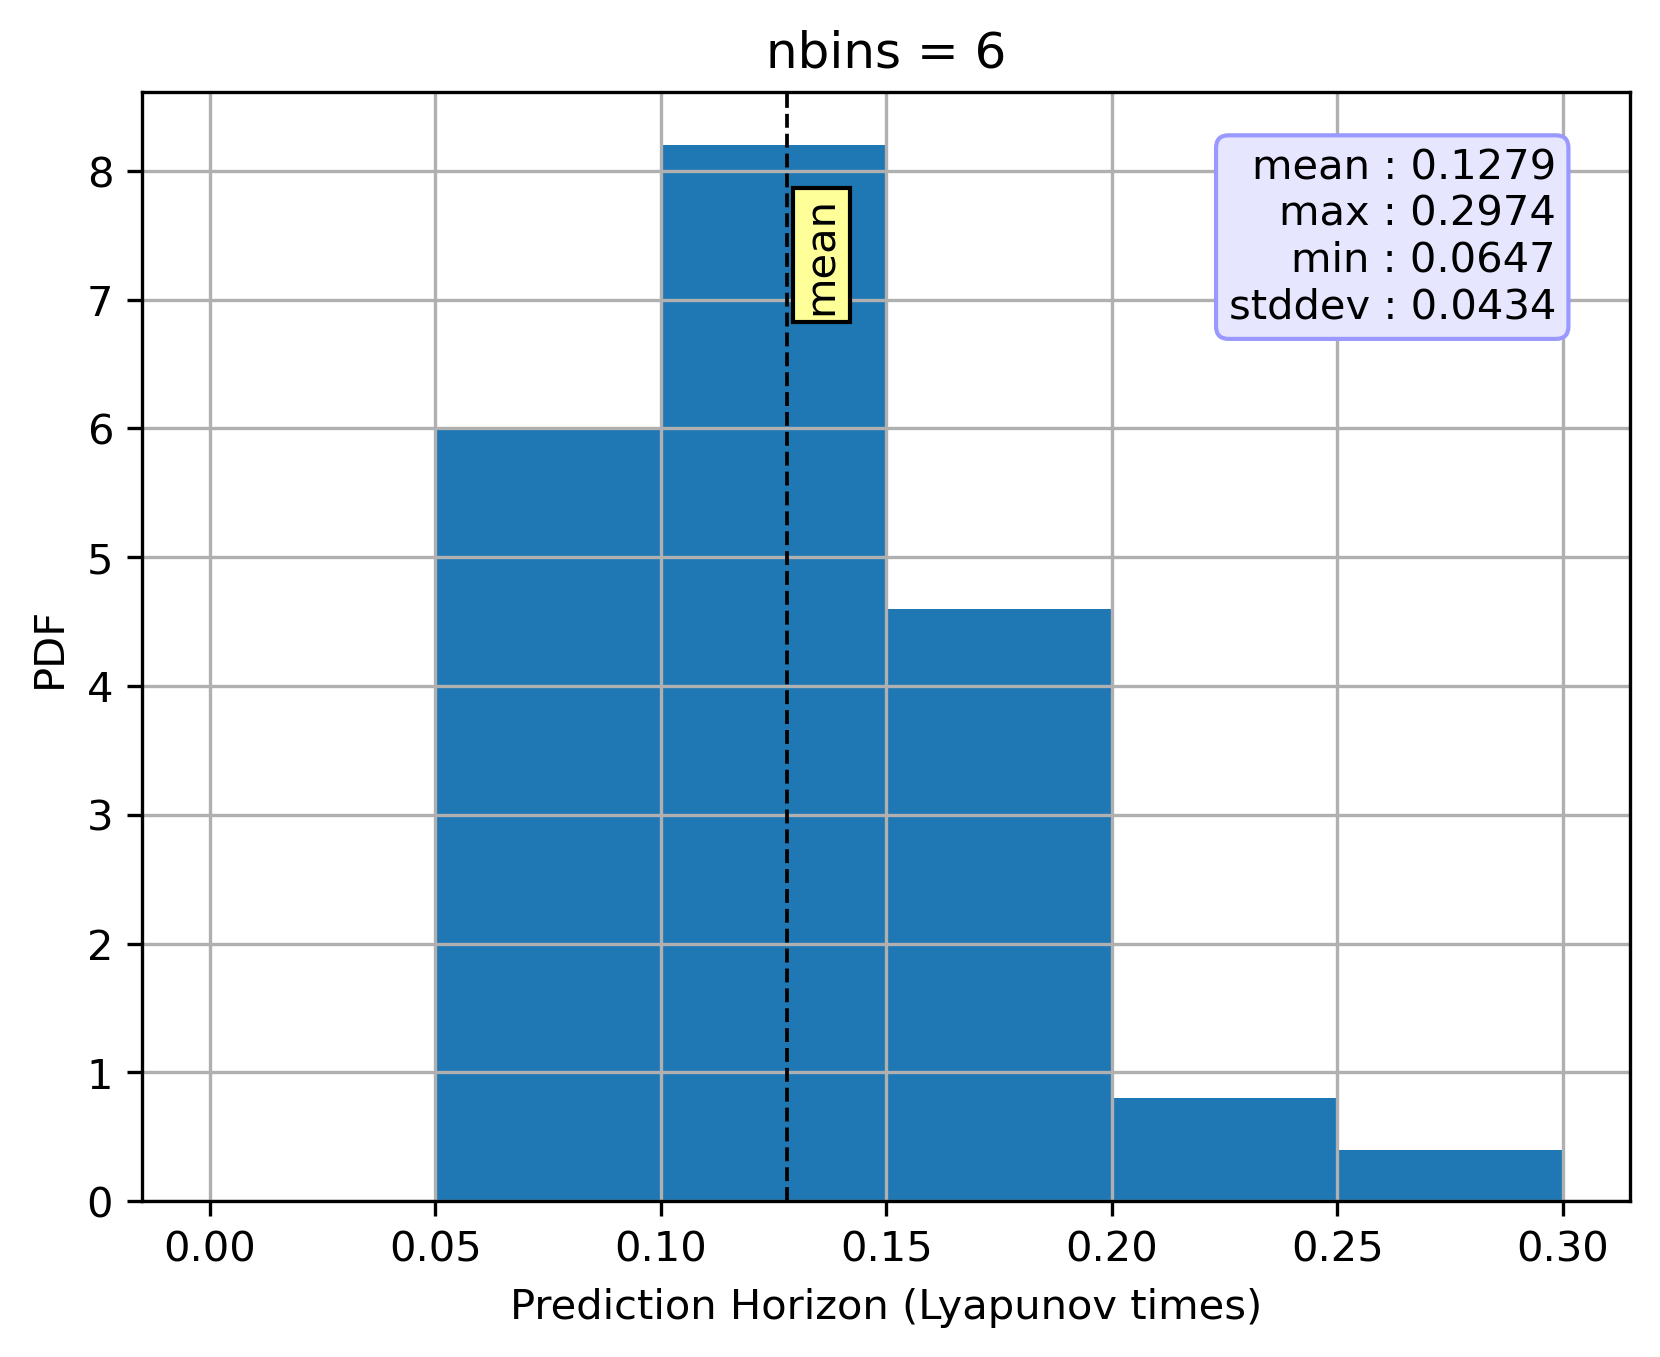 nbins = 6
mean : 0.1279
max : 0.2974
min : 0.0647
stddev : 0.0434
mean
PDF
8
7
6
5
4
3
2
1
0
0.00 0.05 0.10 0.15 0.20 0.25 0.30
Prediction Horizon (Lyapunov times)